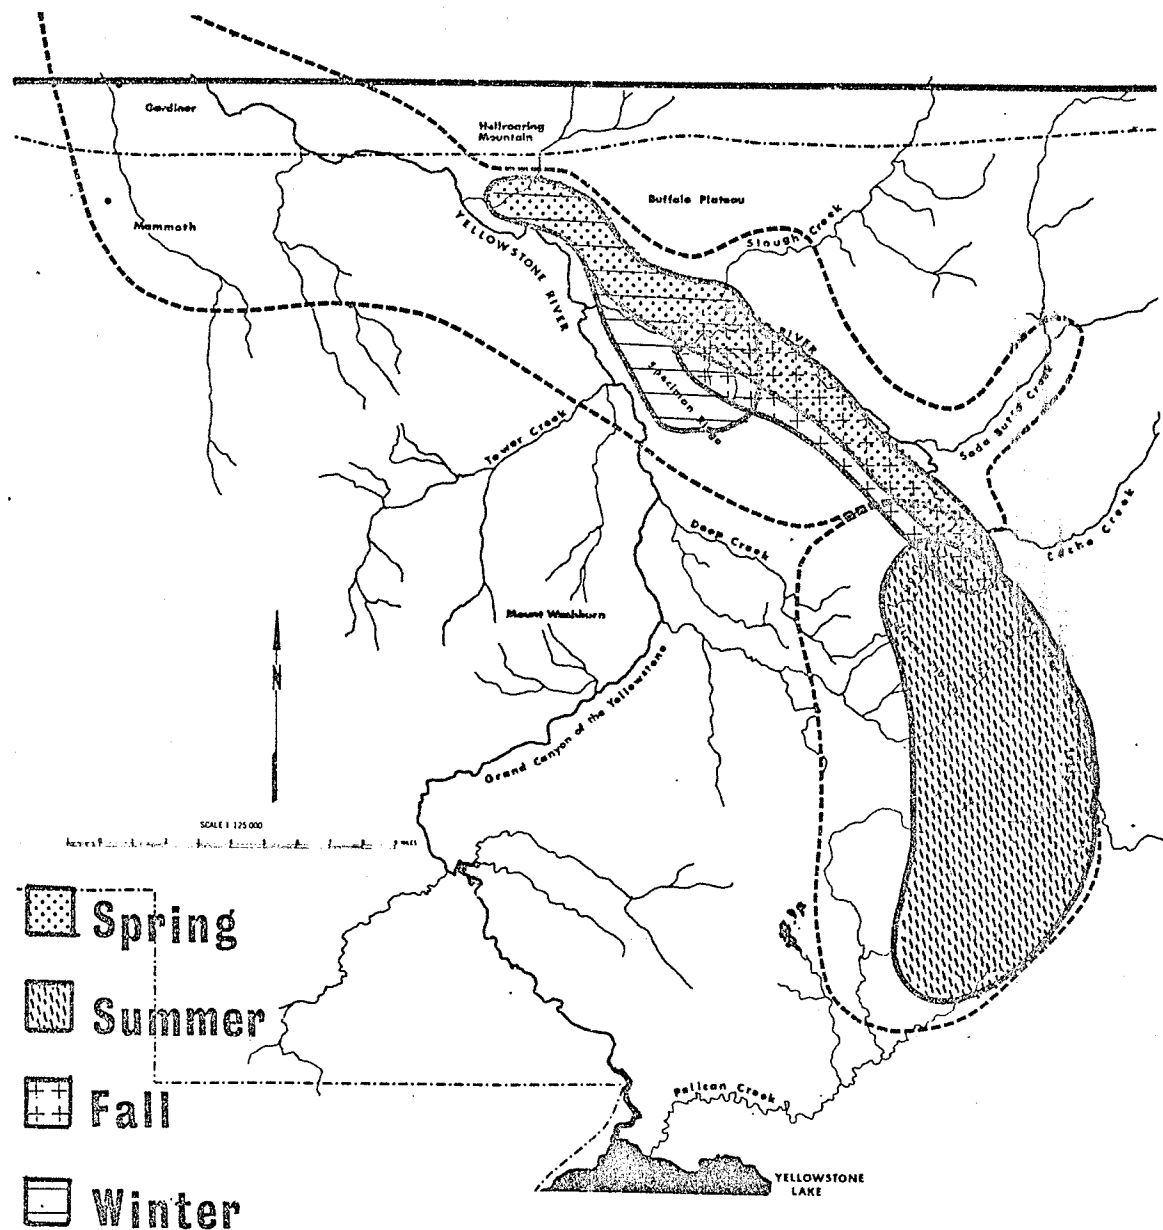 Gardiner
Hellroaring
Mountain
Buffalo Plateau
Mammoth
Slough Creek
YELLOWSTONE RIVER
RIVER
Specimen Ridge
Soda Butte Creek
Tower Creek
Cache Creek
Deep Creek
Mount Washburn
N
Grand Canyon of the Yellowstone
SCALE 1 125 000
MILES
Spring
Summer
Fall
Winter
Pelican Creek
YELLOWSTONE
LAKE